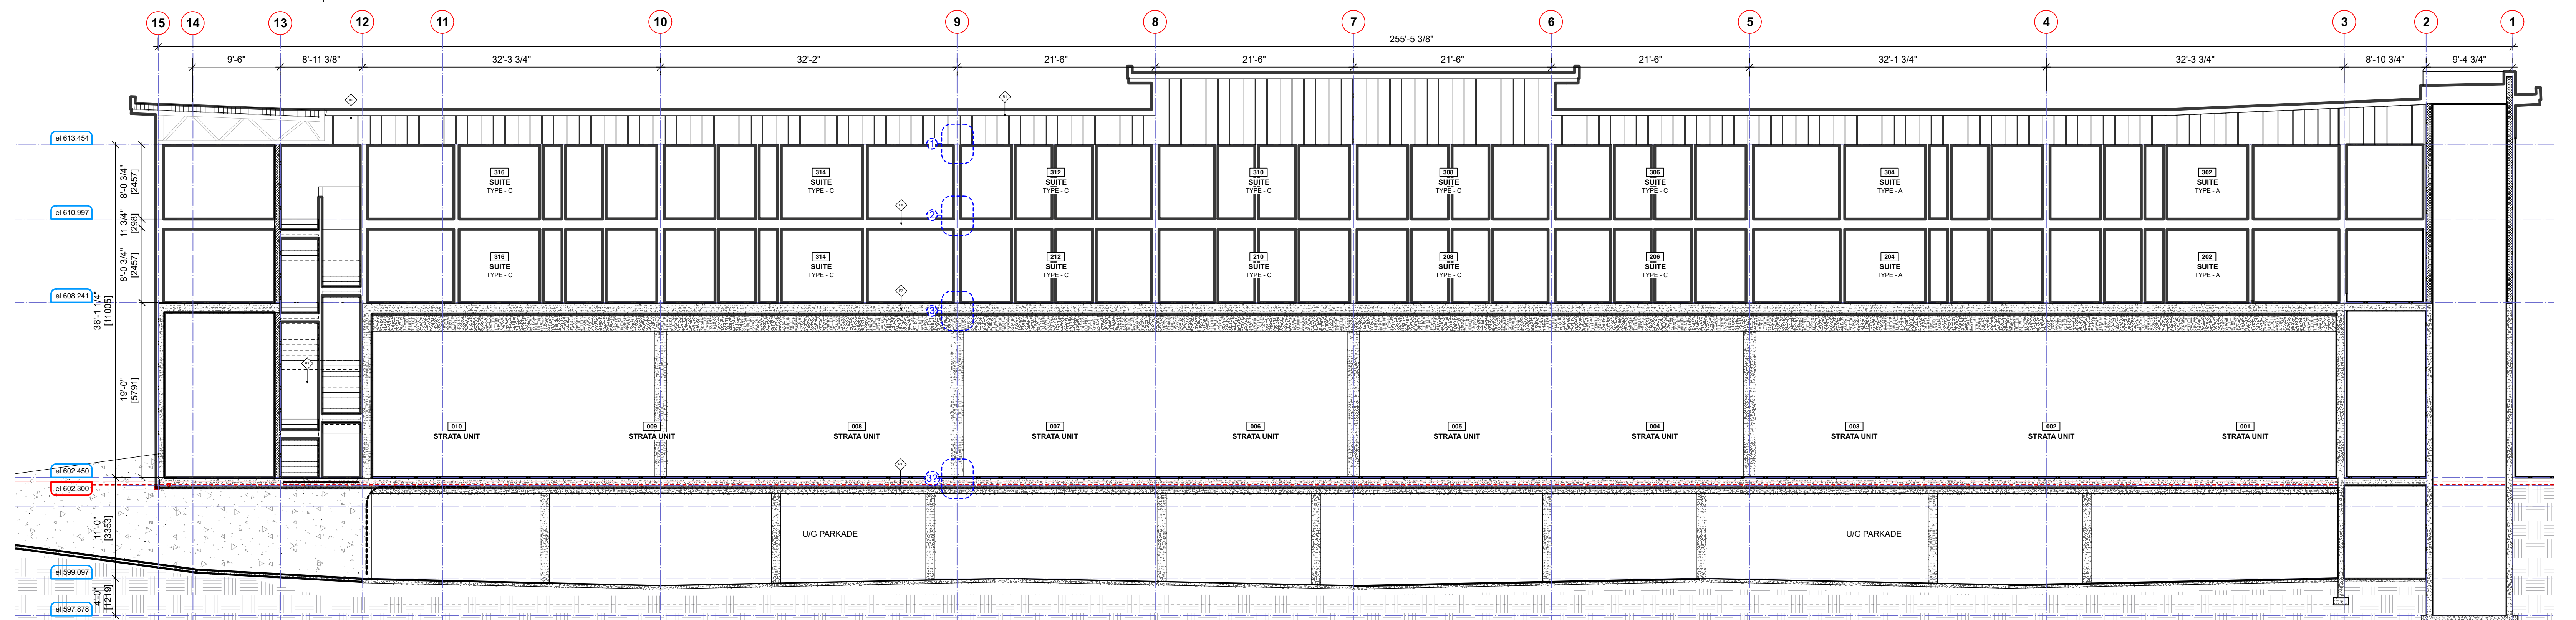 15 14 13 12 11 10 9 8 7 6 5 4 3 2 1
255'-5 3/8"
9'-6" 8'-11 3/8" 32'-3 3/4" 32'-2" 21'-6" 21'-6" 21'-6" 21'-6" 32'-1 3/4" 32'-3 3/4" 8'-10 3/4" 9'-4 3/4"
el 613.454
1
8'-0 3/4"
[2457]
316 314 312 310 308 306 304 302
SUITE SUITE SUITE SUITE SUITE SUITE SUITE SUITE
TYPE - C TYPE - C TYPE - C TYPE - C TYPE - C TYPE - C TYPE - A TYPE - A
el 610.997
2
11 3/4"
[298]
8'-0 3/4"
[2457]
316 314 212 210 208 206 204 202
SUITE SUITE SUITE SUITE SUITE SUITE SUITE SUITE
TYPE - C TYPE - C TYPE - C TYPE - C TYPE - C TYPE - C TYPE - A TYPE - A
el 608.241
3
36'-1 1/4"
[11005]
19'-0"
[5791]
010 009 008 007 006 005 004 003 002 001
STRATA UNIT STRATA UNIT STRATA UNIT STRATA UNIT STRATA UNIT STRATA UNIT STRATA UNIT STRATA UNIT STRATA UNIT STRATA UNIT
el 602.450
3?
el 602.300
11'-0"
[3353]
U/G PARKADE U/G PARKADE
el 599.097
4'-0"
[1219]
el 597.878